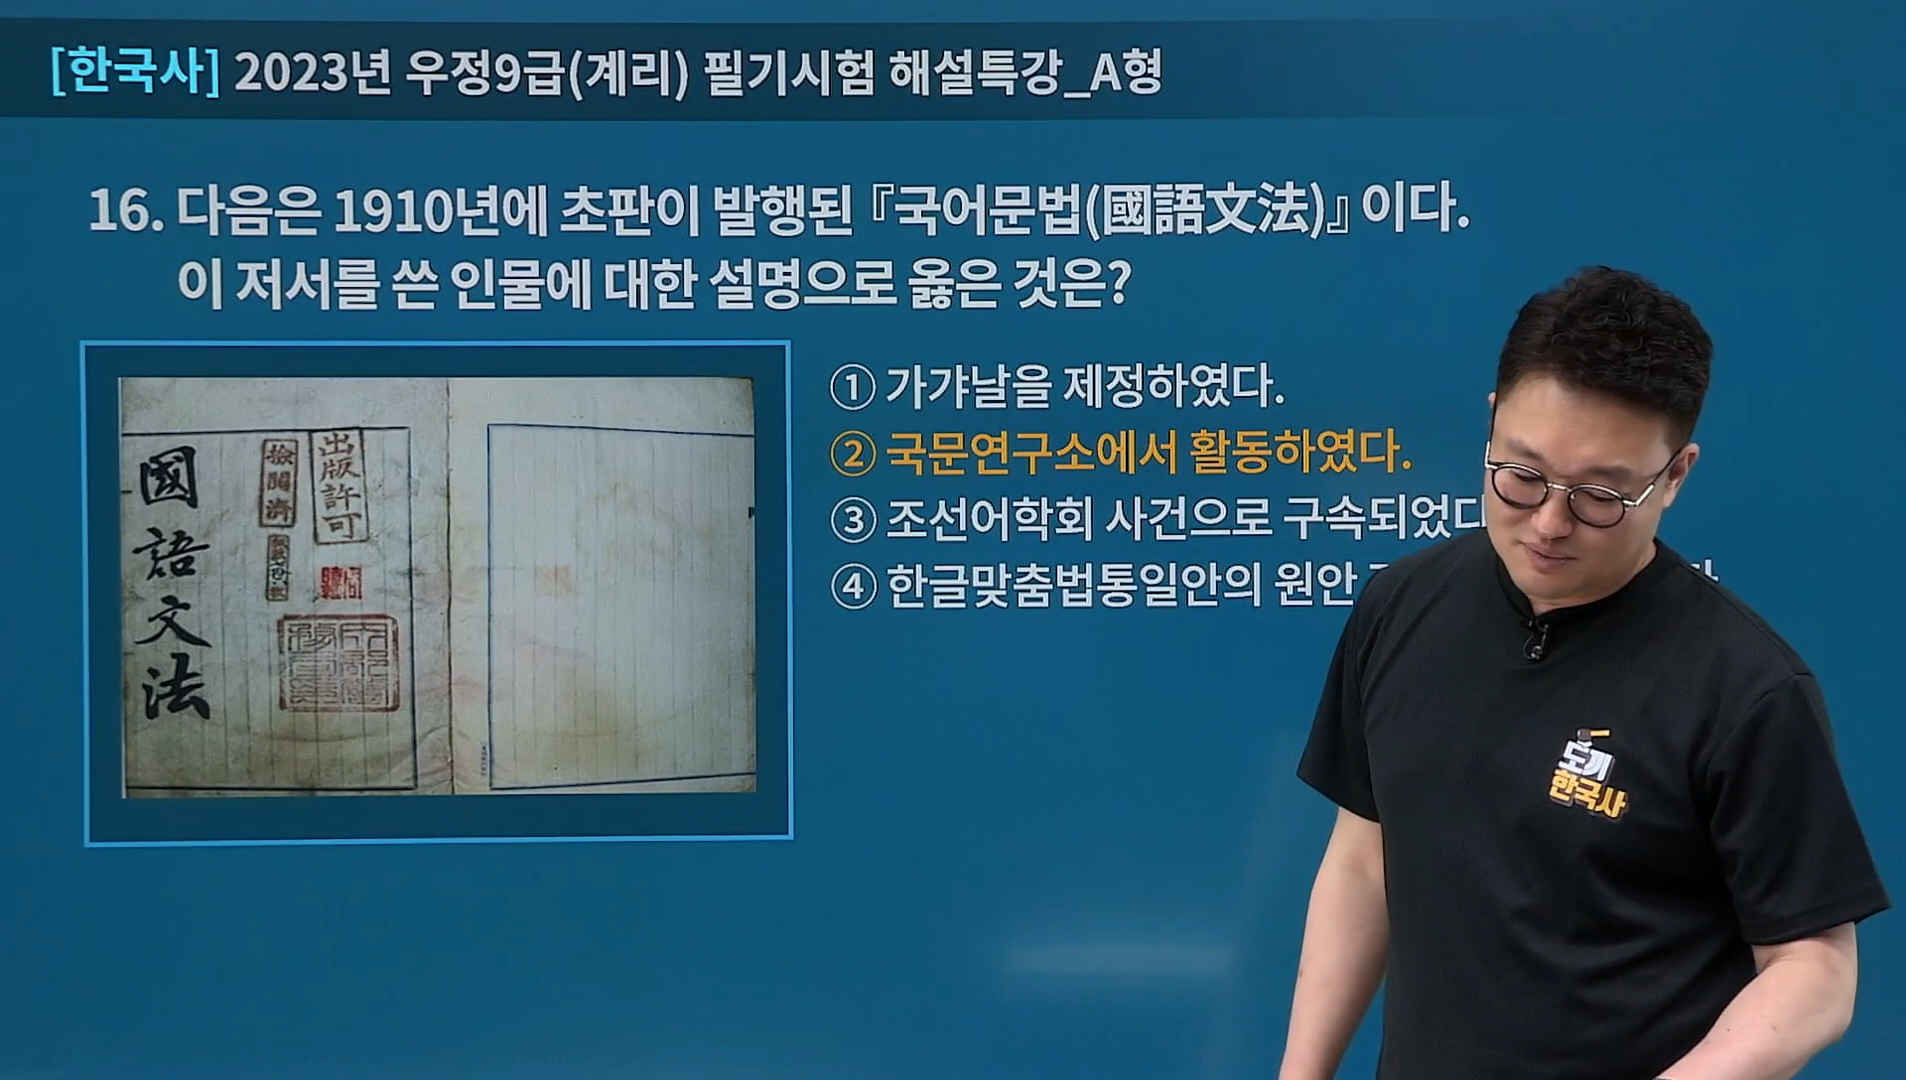 [한국사] 2023년 우정9급(계리) 필기시험 해설특강_A형
16. 다음은 1910년에 초판이 발행된 『국어문법(國語文法)』이다.
이 저서를 쓴 인물에 대한 설명으로 옳은 것은?
① 가갸날을 제정하였다.
② 국문연구소에서 활동하였다.
③ 조선어학회 사건으로 구속되었다
④ 한글맞춤법통일안의 원안
國語文法
出版許可
檢閱濟
도끼
한국사